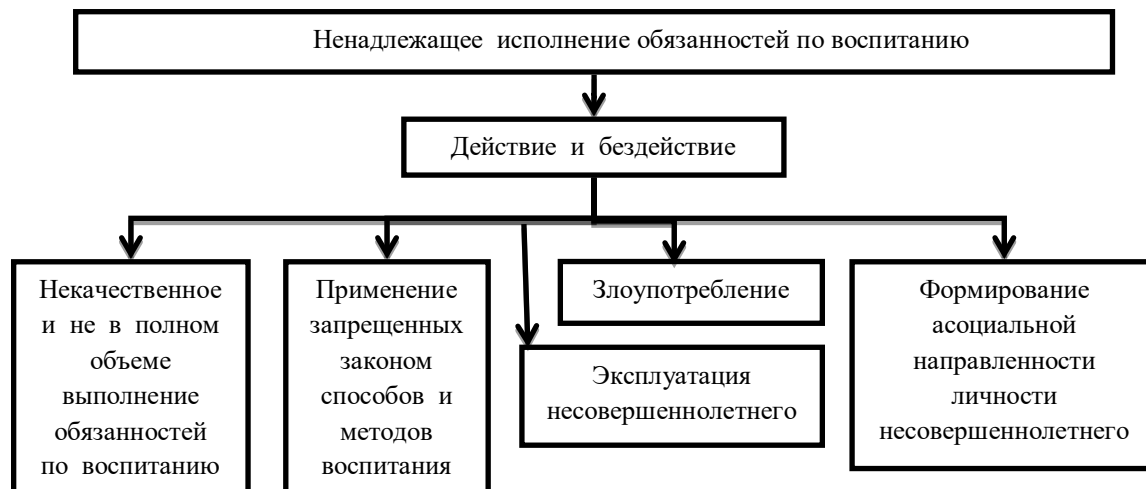 Ненадлежащее исполнение обязанностей по воспитанию
Действие и бездействие
Некачественное
и не в полном
объеме
выполнение
обязанностей
по воспитанию
Применение
запрещенных
законом
способов и
методов
воспитания
Злоупотребление
Эксплуатация
несовершеннолетнего
Формирование
асоциальной
направленности
личности
несовершеннолетнего